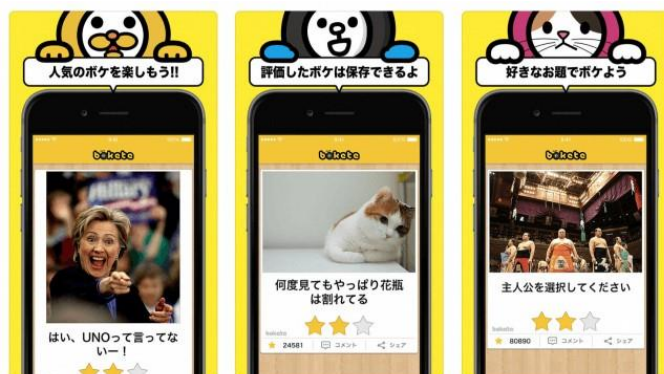 人気のボケを楽しもう!!
bokete
はい、UNOって言ってな
いー!
評価したボケは保存できるよ
bokete
何度見てもやっぱり花瓶
は割れてる
bokete
24581 コメント シェア
好きなお題でボケよう
bokete
主人公を選択してください
bokete
80890 コメント シェア